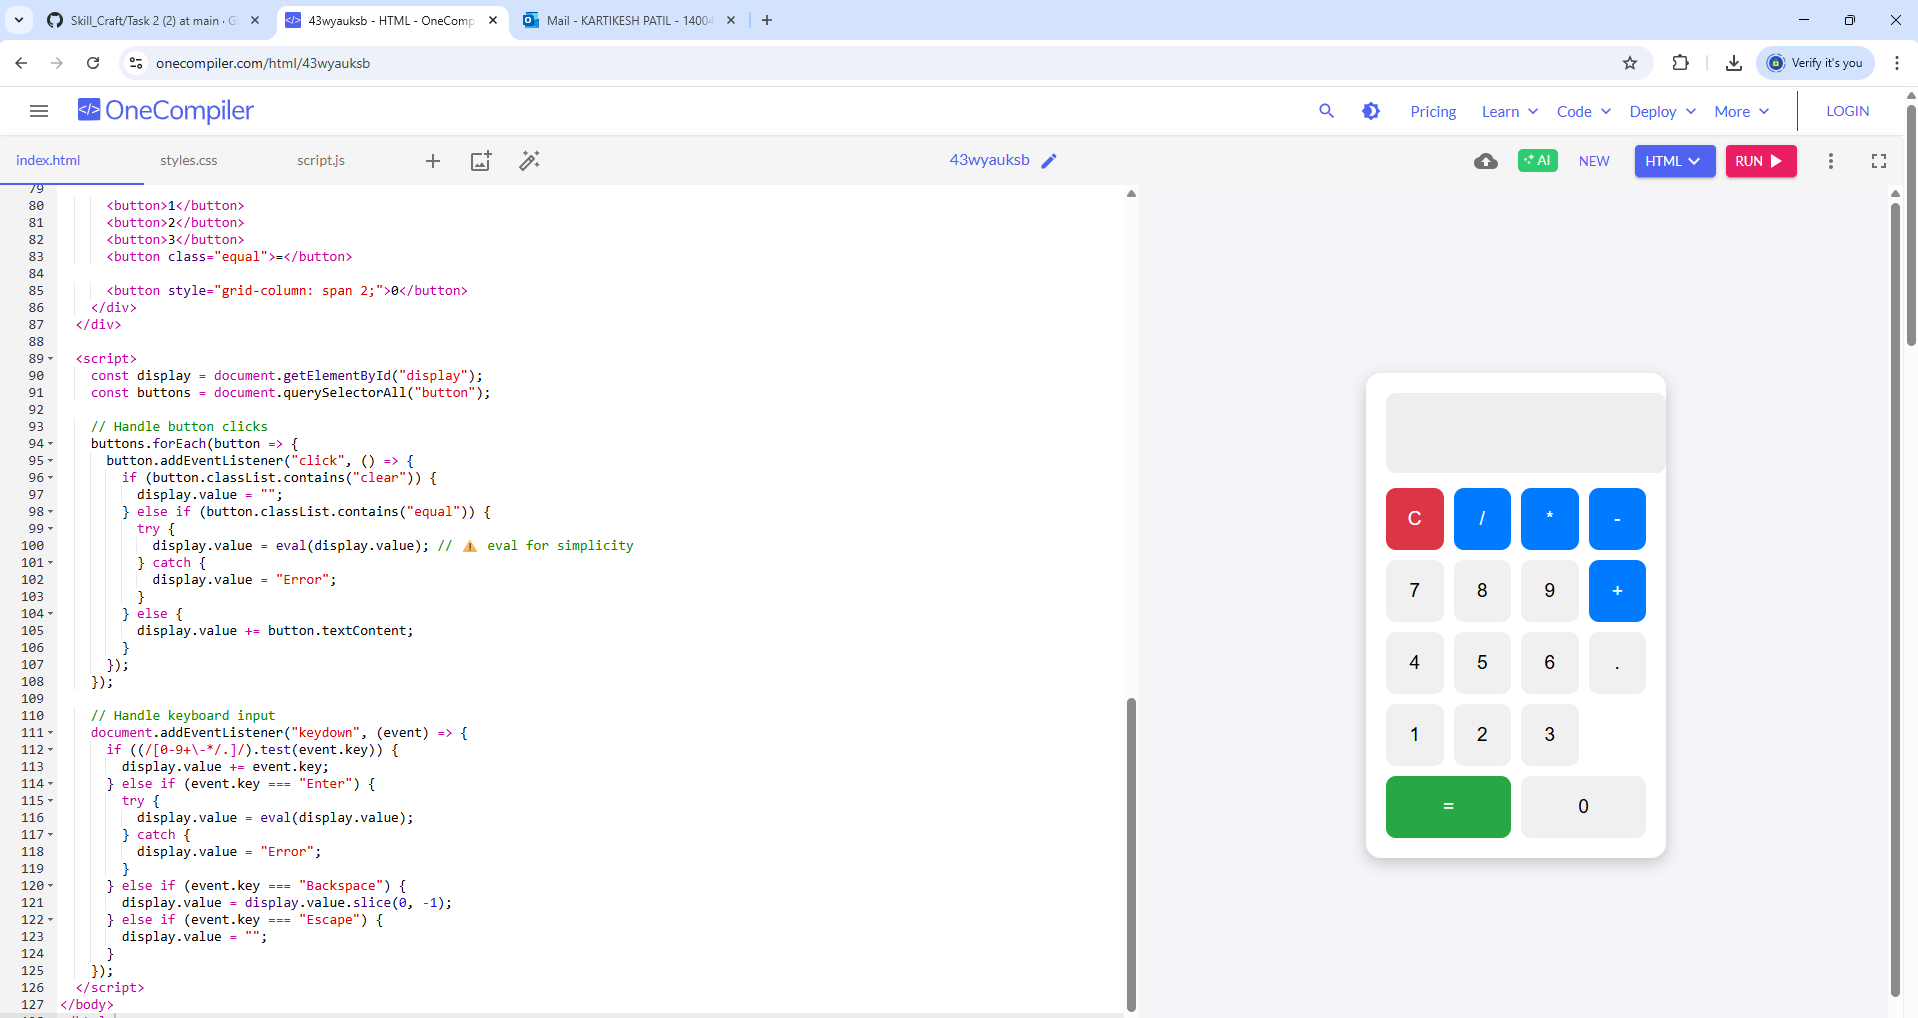 Skill_Craft/Task 2 (2) at main · G
43wyauksb - HTML - OneComp
Mail - KARTIKESH PATIL - 14004
onecompiler.com/html/43wyauksb
Verify it's you
OneCompiler
Pricing
Learn
Code
Deploy
More
LOGIN
index.html
styles.css
script.js
43wyauksb
AI
NEW
HTML
RUN
79
80 <button>1</button>
81 <button>2</button>
82 <button>3</button>
83 <button class="equal">=</button>
84
85 <button style="grid-column: span 2;">0</button>
86 </div>
87 </div>
88
89 <script>
90 const display = document.getElementById("display");
91 const buttons = document.querySelectorAll("button");
92
93 // Handle button clicks
94 buttons.forEach(button => {
95 button.addEventListener("click", () => {
96 if (button.classList.contains("clear")) {
97 display.value = "";
98 } else if (button.classList.contains("equal")) {
99 try {
100 display.value = eval(display.value); // ⚠️ eval for simplicity
101 } catch {
102 display.value = "Error";
103 }
104 } else {
105 display.value += button.textContent;
106 }
107 });
108 });
109
110 // Handle keyboard input
111 document.addEventListener("keydown", (event) => {
112 if ((/[0-9+\-*/.]/).test(event.key)) {
113 display.value += event.key;
114 } else if (event.key === "Enter") {
115 try {
116 display.value = eval(display.value);
117 } catch {
118 display.value = "Error";
119 }
120 } else if (event.key === "Backspace") {
121 display.value = display.value.slice(0, -1);
122 } else if (event.key === "Escape") {
123 display.value = "";
124 }
125 });
126 </script>
127 </body>
C / * -
7 8 9 +
4 5 6 .
1 2 3
= 0